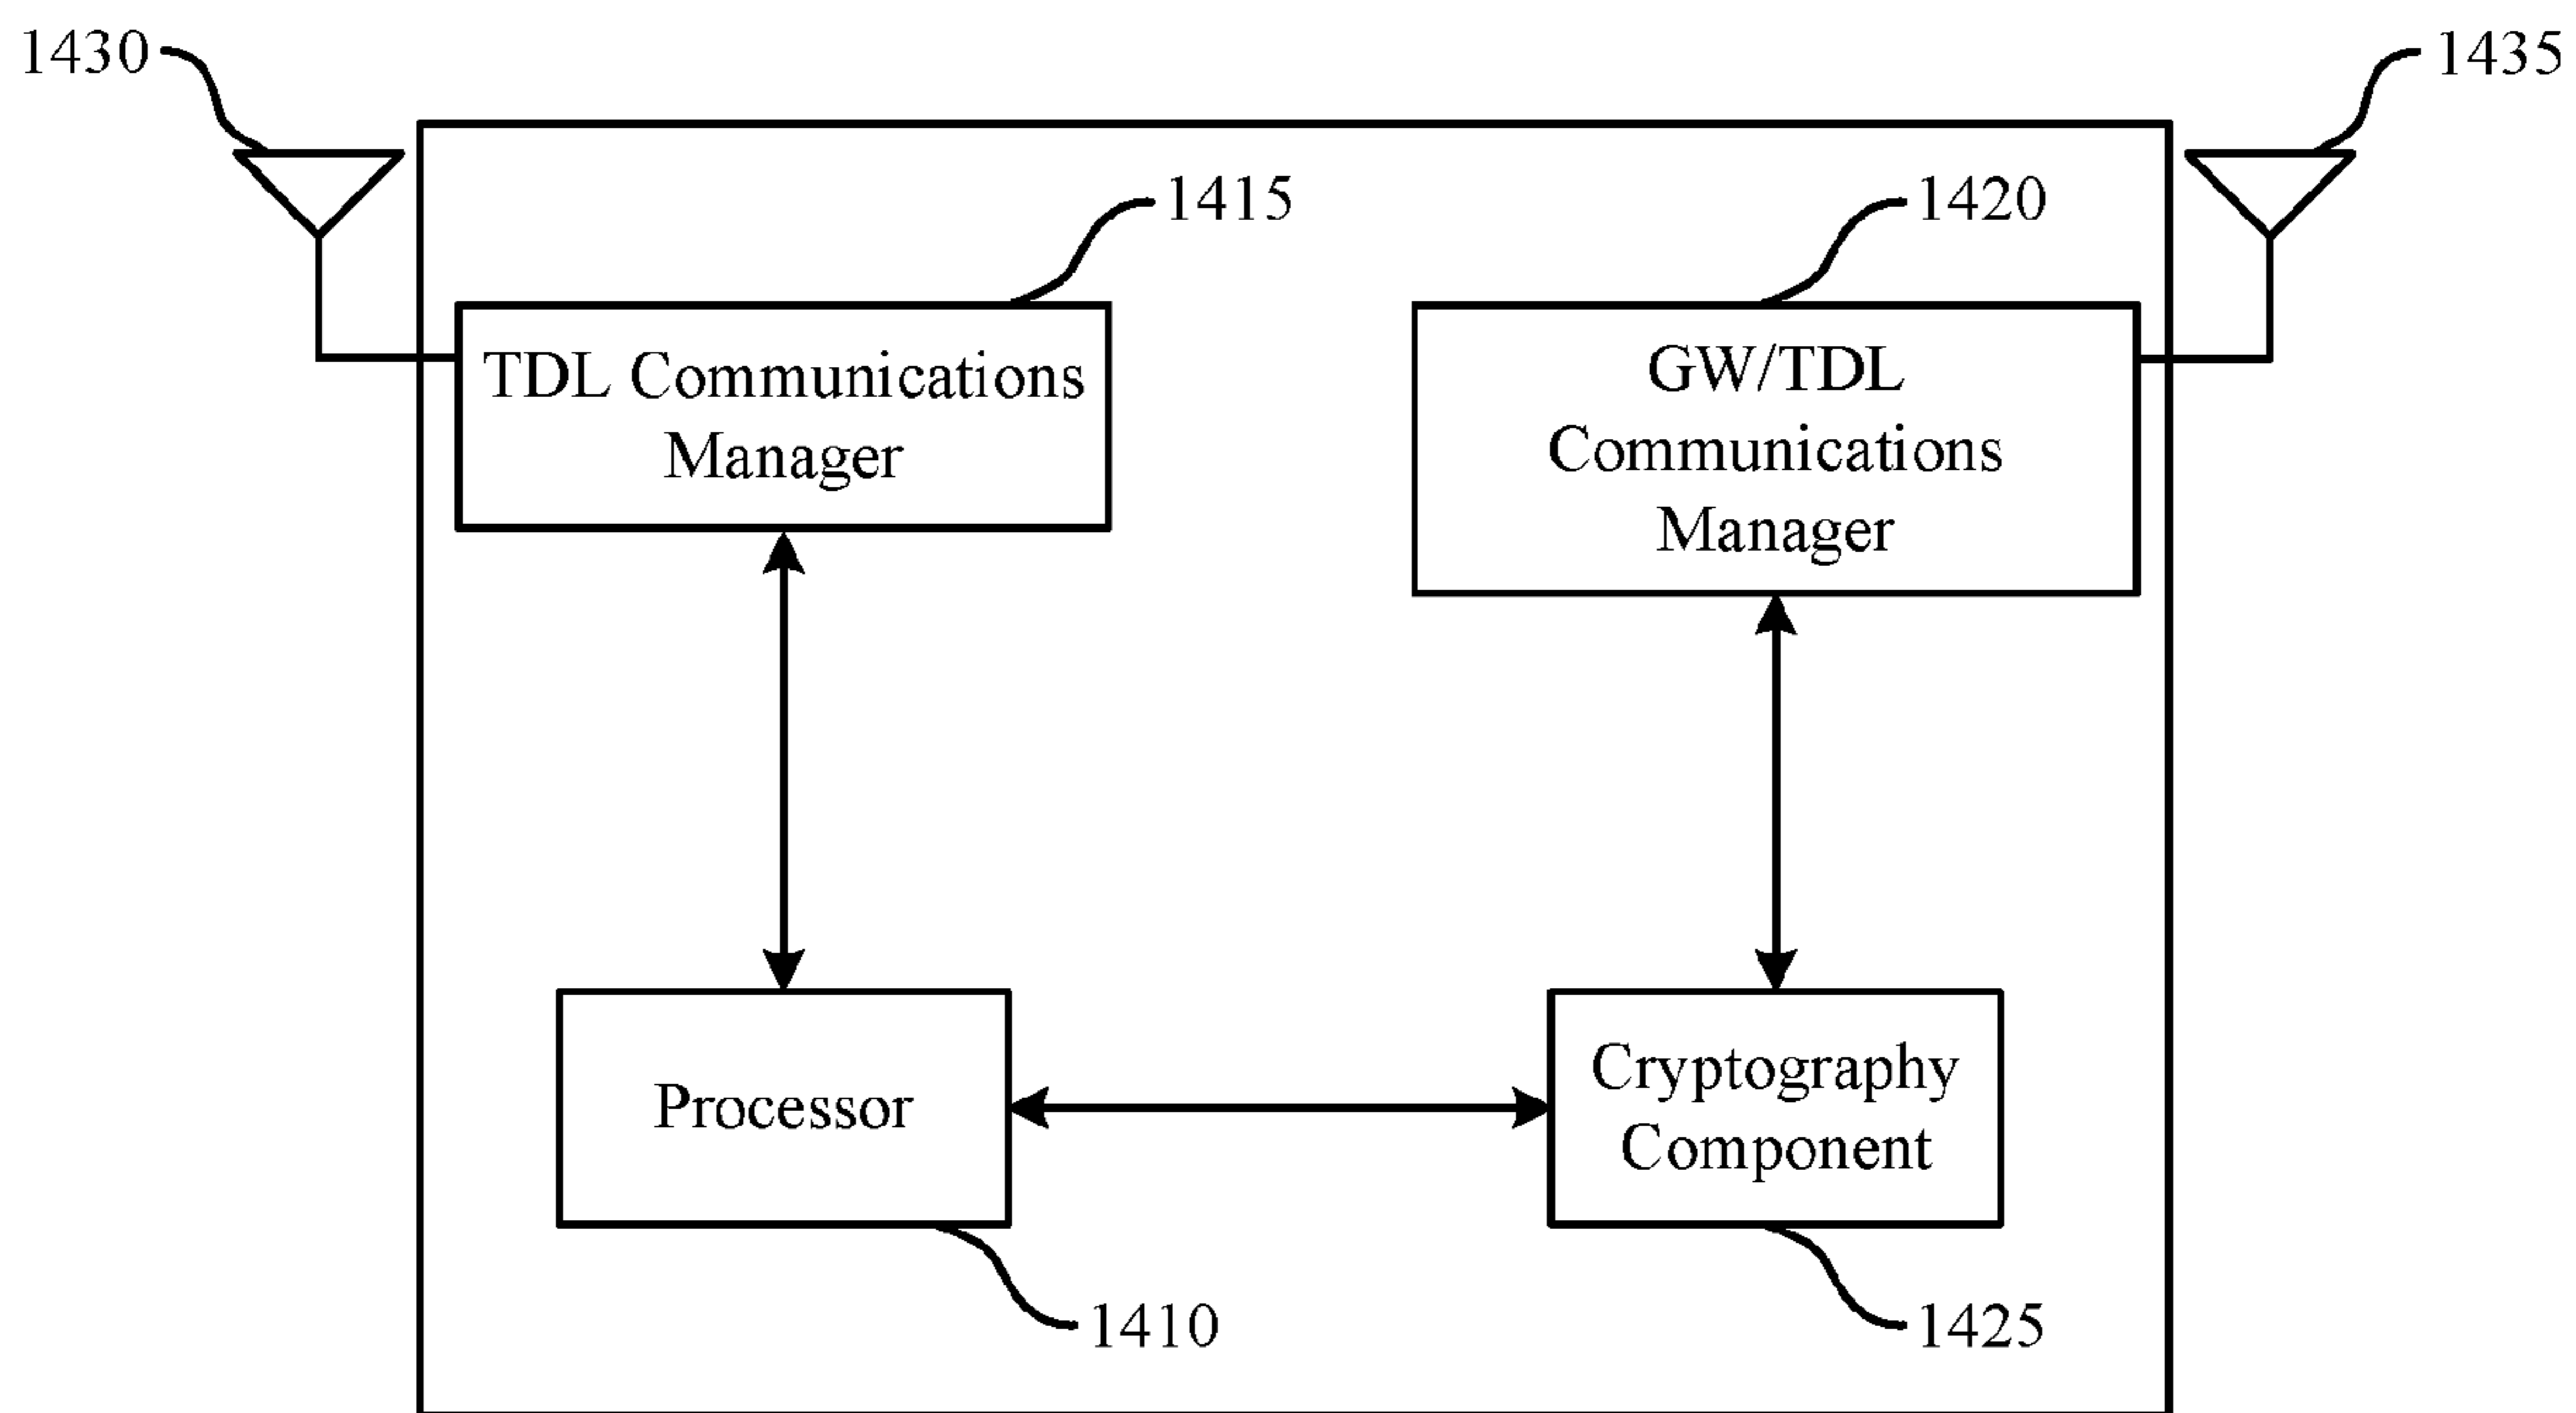 1430
1435
1415
1420
TDL Communications
Manager
GW/TDL
Communications
Manager
Processor
Cryptography
Component
1410
1425